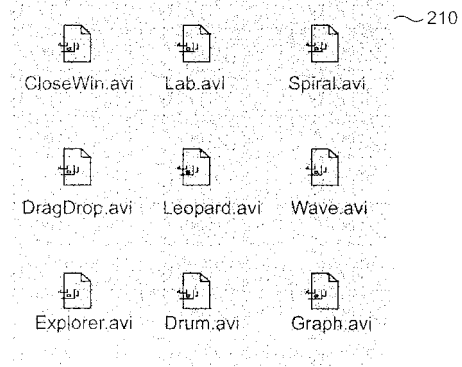 210
CloseWin.avi Lab.avi Spiral.avi
DragDrop.avi Leopard.avi Wave.avi
Explorer.avi Drum.avi Graph.avi